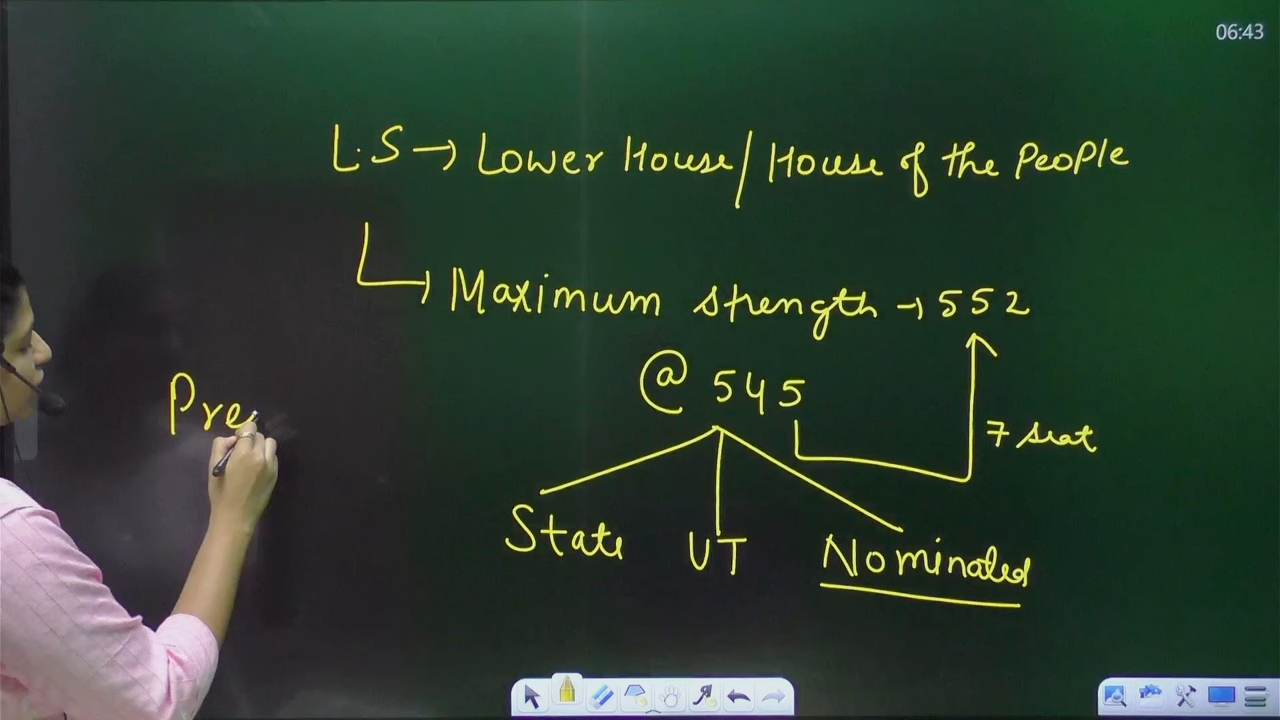 06:43
L.S → Lower House/House of the People
→ Maximum strength → 552
@ 545
7 seat
Pre
State UT Nominated